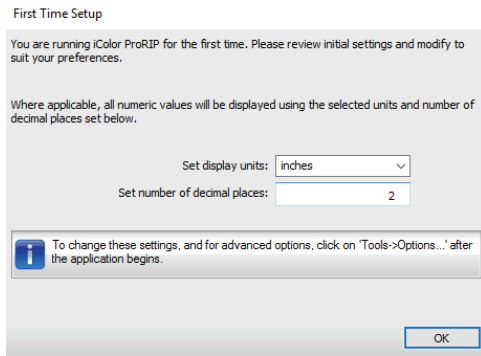 First Time Setup
You are running iColor ProRIP for the first time. Please review initial settings and modify to
suit your preferences.
Where applicable, all numeric values will be displayed using the selected units and number of
decimal places set below.
Set display units: inches
Set number of decimal places: 2
To change these settings, and for advanced options, click on 'Tools->Options...' after
the application begins.
OK